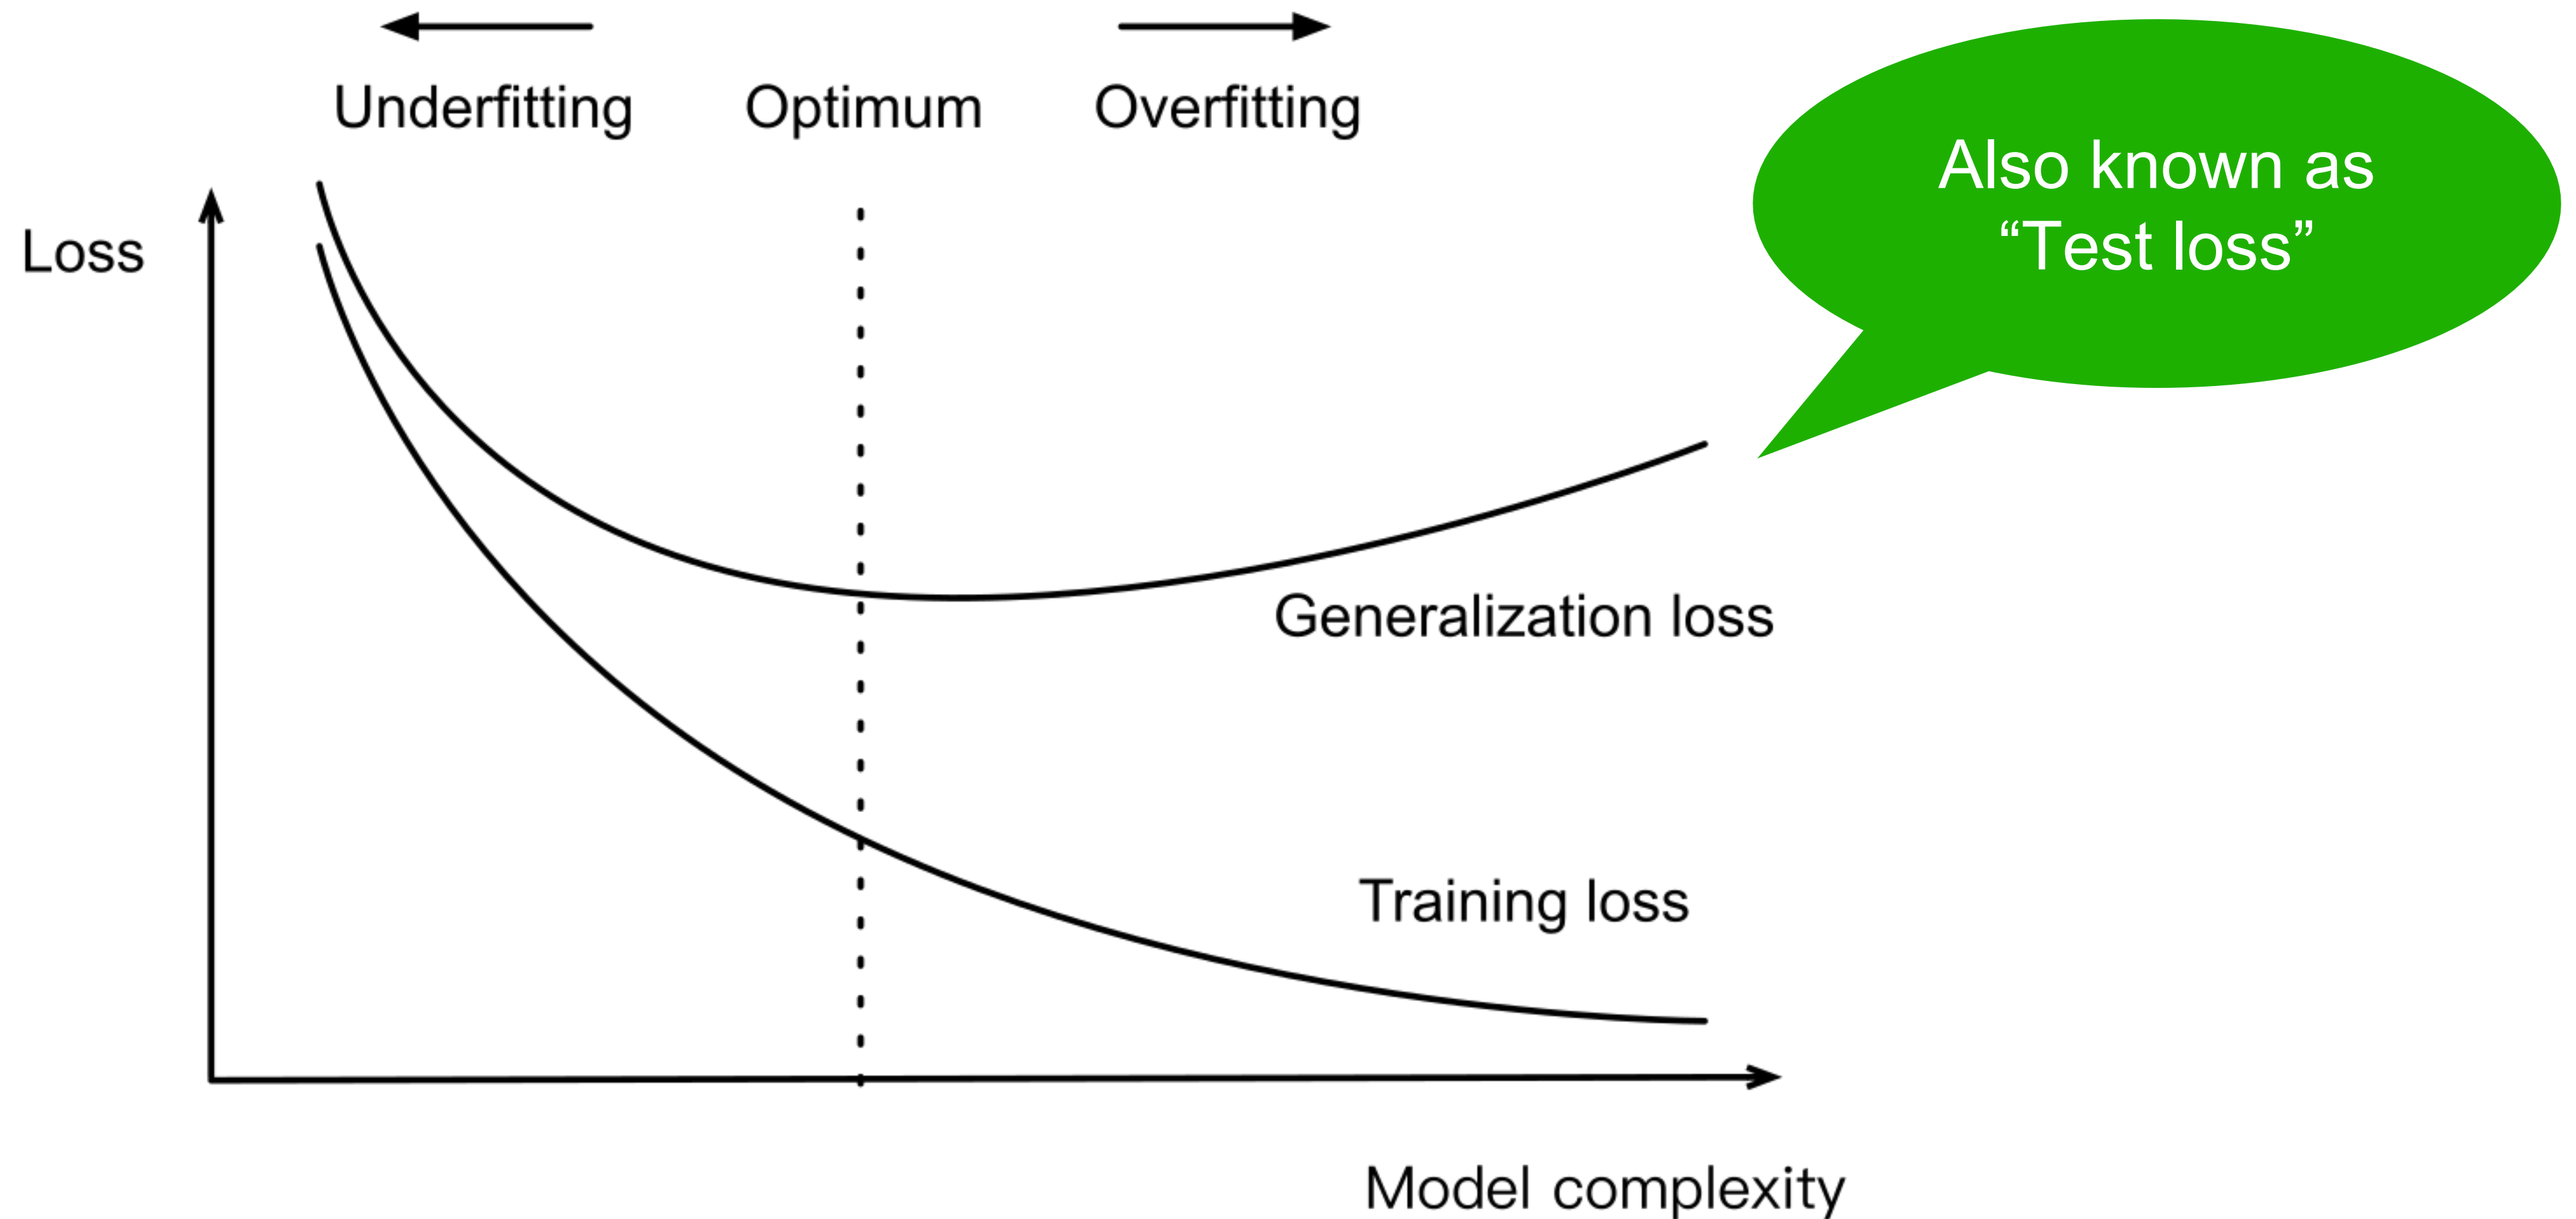 Underfitting
Optimum
Overfitting
Also known as
“Test loss”
Loss
Generalization loss
Training loss
Model complexity